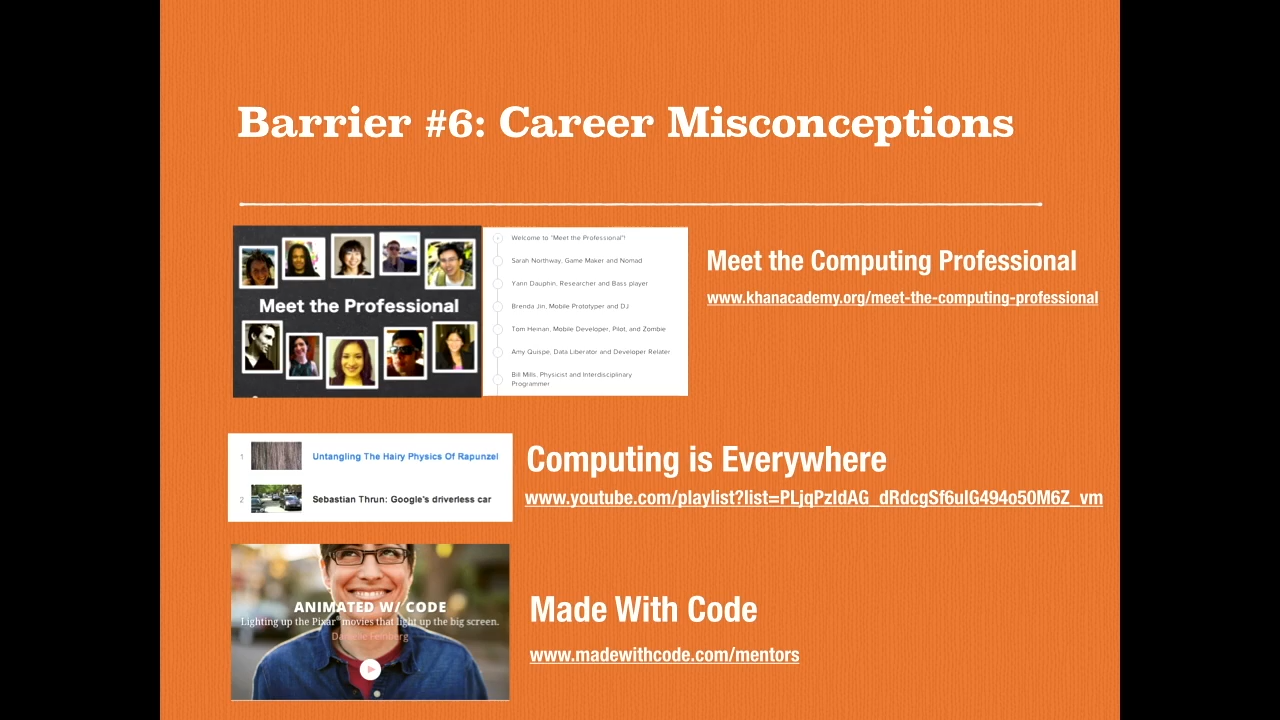 Barrier #6: Career Misconceptions
Meet the Professional
Welcome to "Meet the Professional"!
Sarah Northway, Game Maker and Nomad
Yann Dauphin, Researcher and Bass player
Brenda Jin, Mobile Prototyper and DJ
Tom Heinan, Mobile Developer, Pilot, and Zombie
Amy Quispe, Data Liberator and Developer Relater
Bill Mills, Physicist and Interdisciplinary
Programmer
Meet the Computing Professional
www.khanacademy.org/meet-the-computing-professional
1 Untangling The Hairy Physics Of Rapunzel
2 Sebastian Thrun: Google's driverless car
Computing is Everywhere
www.youtube.com/playlist?list=PLjqPzIdAG_dRdcgSf6uIG494o50M6Z_vm
ANIMATED W/ CODE
Lighting up the Pixar® movies that light up the big screen.
Danielle Feinberg
Made With Code
www.madewithcode.com/mentors